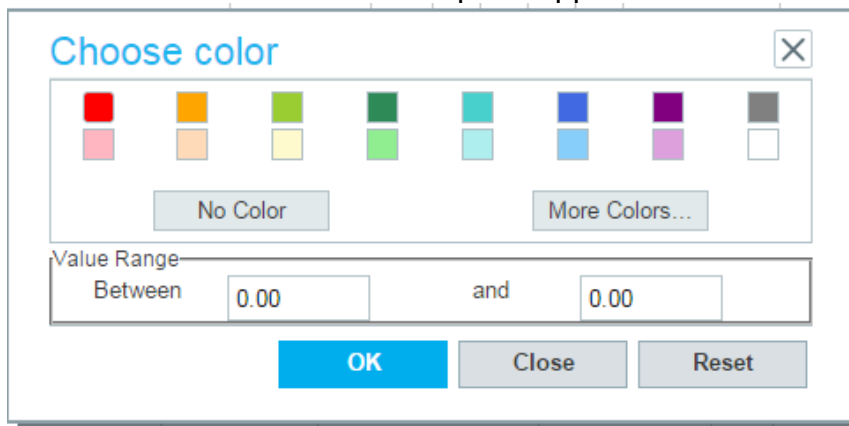 Choose color
No Color More Colors...
Value Range
Between 0.00 and 0.00
OK Close Reset